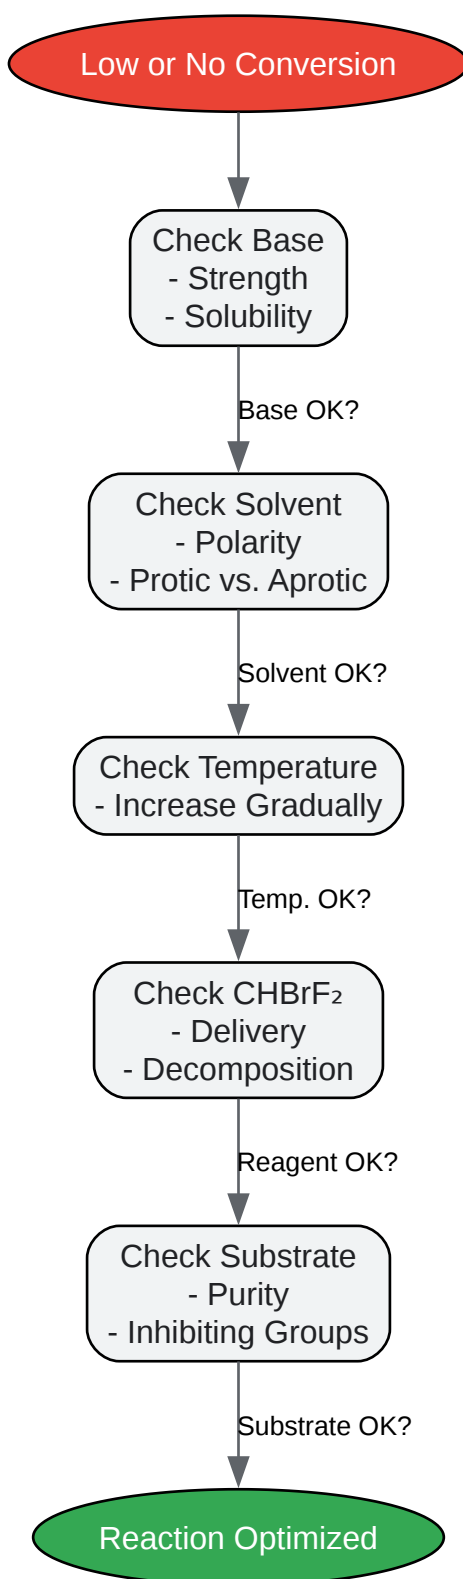 Low or No Conversion
Check Base
- Strength
- Solubility
Base OK?
Check Solvent
- Polarity
- Protic vs. Aprotic
Solvent OK?
Check Temperature
- Increase Gradually
Temp. OK?
Check CHBrF₂
- Delivery
- Decomposition
Reagent OK?
Check Substrate
- Purity
- Inhibiting Groups
Substrate OK?
Reaction Optimized